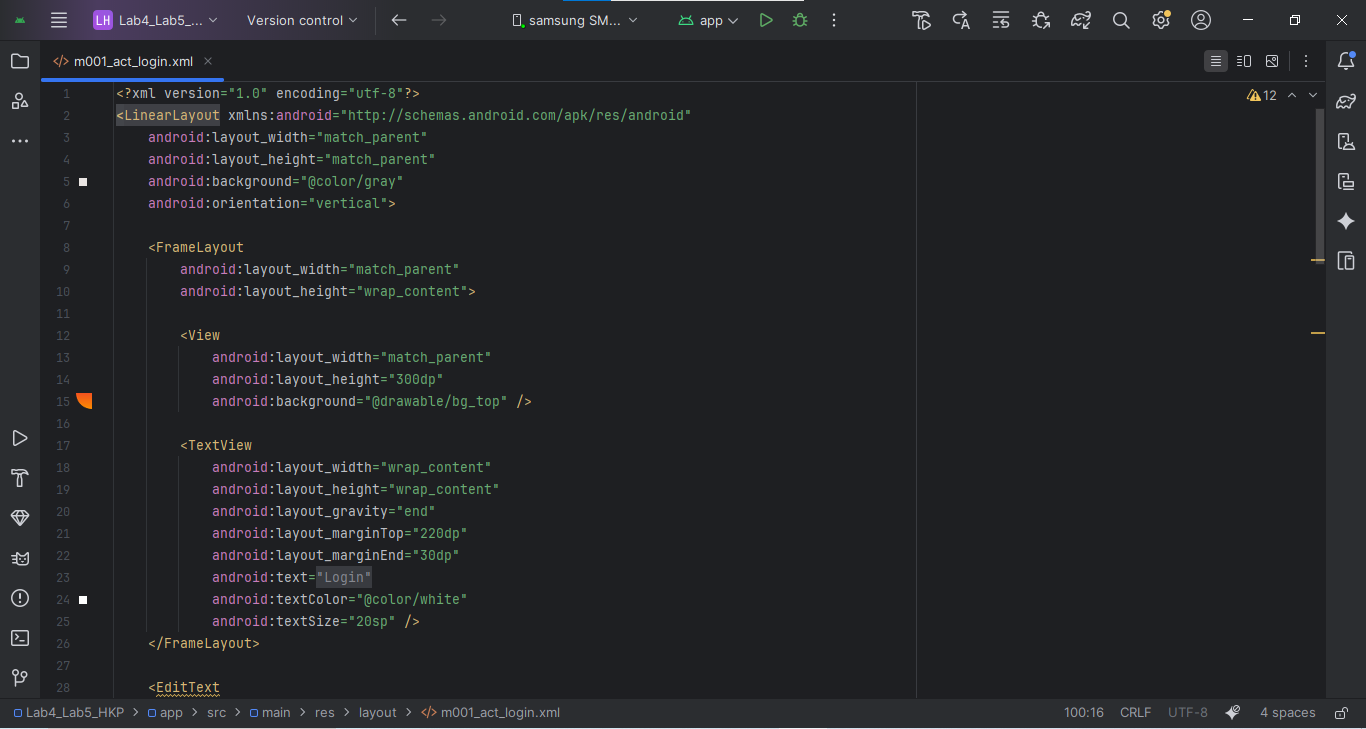 LH Lab4_Lab5_... Version control samsung SM... app
m001_act_login.xml
12
1 <?xml version="1.0" encoding="utf-8"?>
2 <LinearLayout xmlns:android="http://schemas.android.com/apk/res/android"
3 android:layout_width="match_parent"
4 android:layout_height="match_parent"
5 android:background="@color/gray"
6 android:orientation="vertical">
7
8 <FrameLayout
9 android:layout_width="match_parent"
10 android:layout_height="wrap_content">
11
12 <View
13 android:layout_width="match_parent"
14 android:layout_height="300dp"
15 android:background="@drawable/bg_top" />
16
17 <TextView
18 android:layout_width="wrap_content"
19 android:layout_height="wrap_content"
20 android:layout_gravity="end"
21 android:layout_marginTop="220dp"
22 android:layout_marginEnd="30dp"
23 android:text="Login"
24 android:textColor="@color/white"
25 android:textSize="20sp" />
26 </FrameLayout>
27
28 <EditText
Lab4_Lab5_HKP > app > src > main > res > layout > m001_act_login.xml 100:16 CRLF UTF-8 4 spaces